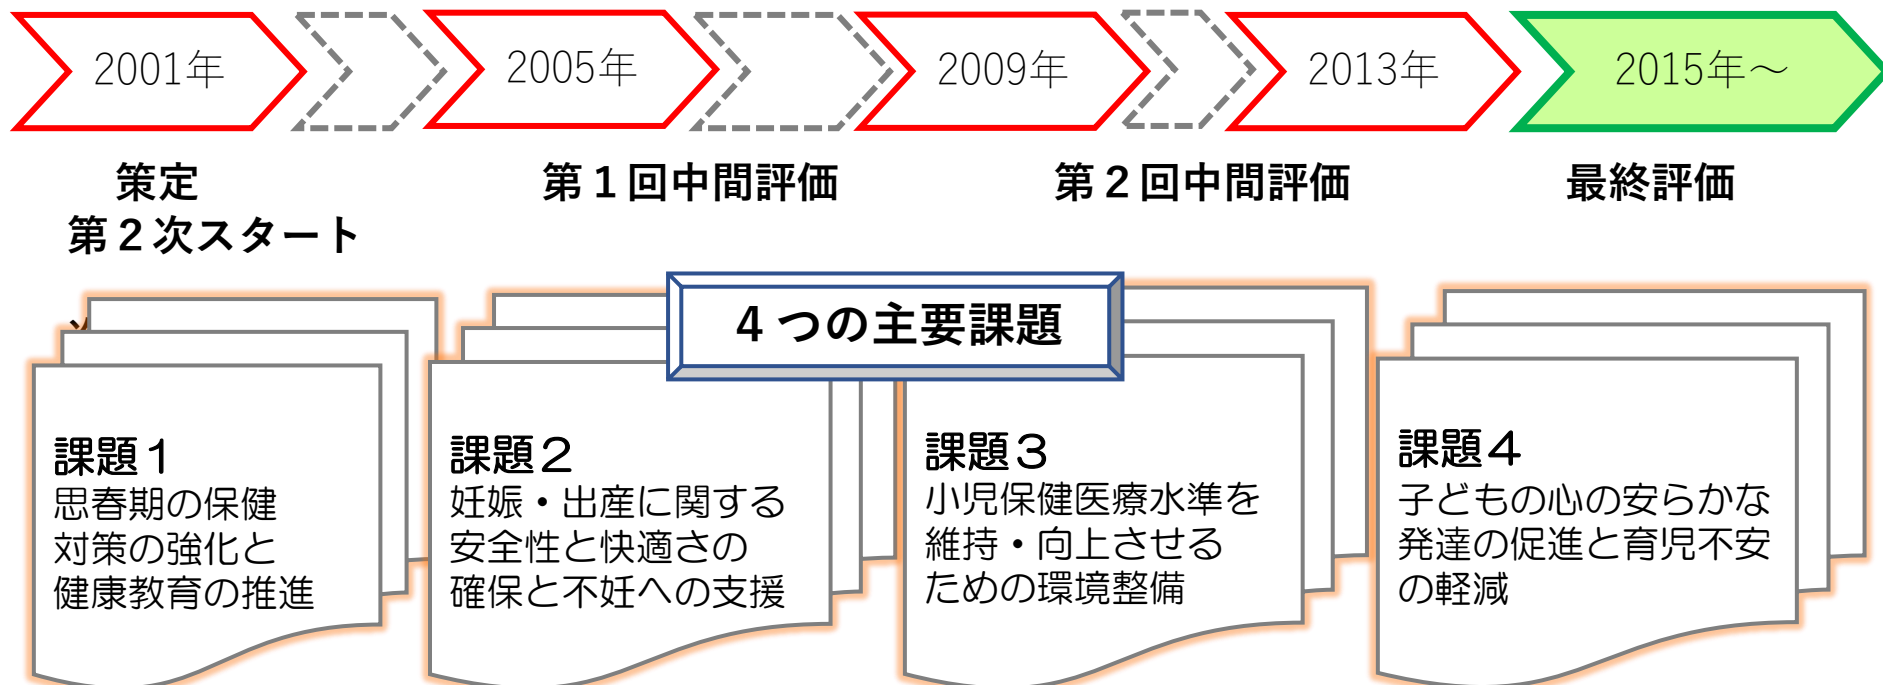 2001年
2005年
2009年
2013年
2015年～
策定
第１回中間評価
第２回中間評価
最終評価
第２次スタート
４つの主要課題
課題１
思春期の保健
対策の強化と
健康教育の推進
課題２
妊娠・出産に関する
安全性と快適さの
確保と不妊への支援
課題３
小児保健医療水準を
維持・向上させる
ための環境整備
課題４
子どもの心の安らかな
発達の促進と育児不安
の軽減